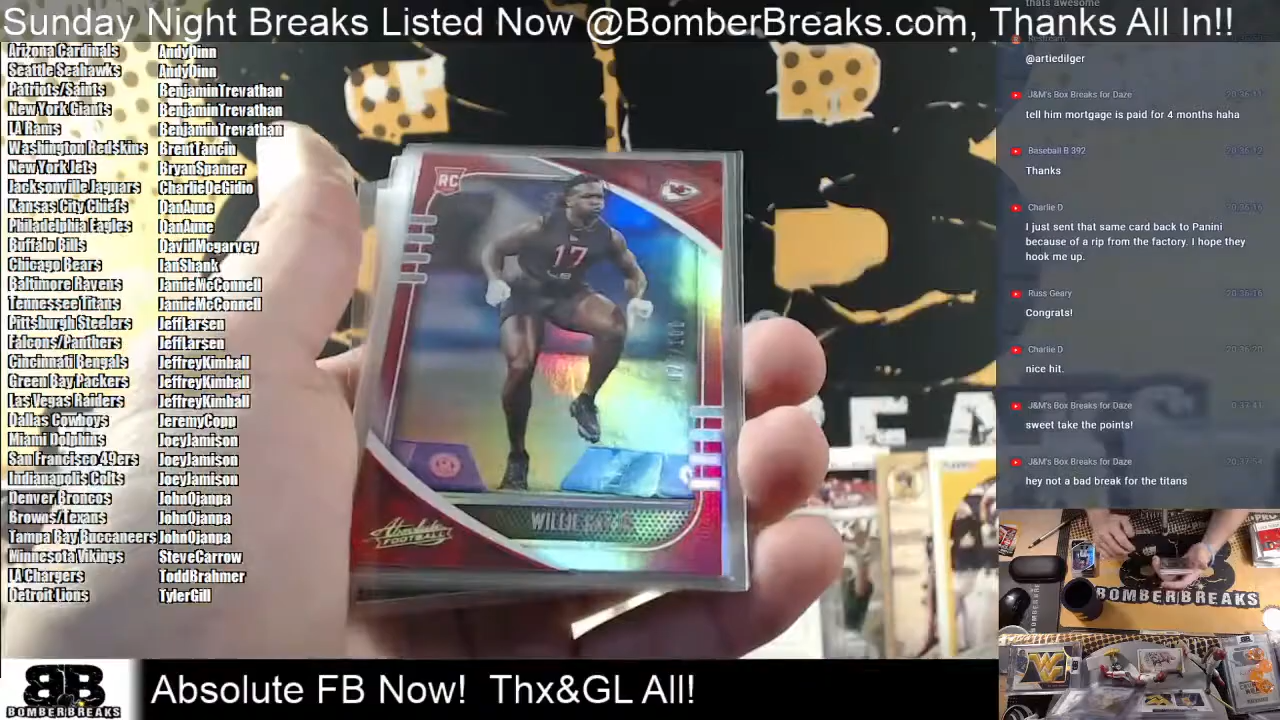 Sunday Night Breaks Listed Now @BomberBreaks.com, Thanks All In!!
Arizona Cardinals AndyDinn
Seattle Seahawks AndyDinn
Patriots/Saints BenjaminTrevathan
New York Giants BenjaminTrevathan
LA Rams BenjaminTrevathan
Washington Redskins BrentTancin
New York Jets BryanSpamer
Jacksonville Jaguars CharlieDeGidio
Kansas City Chiefs DanAune
Philadelphia Eagles DanAune
Buffalo Bills DavidMcgarvey
Chicago Bears IanShank
Baltimore Ravens JamieMcConnell
Tennessee Titans JamieMcConnell
Pittsburgh Steelers JeffLarsen
Falcons/Panthers JeffLarsen
Cincinnati Bengals JeffreyKimball
Green Bay Packers JeffreyKimball
Las Vegas Raiders JeffreyKimball
Dallas Cowboys JeremyCopp
Miami Dolphins JoeyJamison
San Francisco 49ers JoeyJamison
Indianapolis Colts JoeyJamison
Denver Broncos JohnOjanpa
Browns/Texans JohnOjanpa
Tampa Bay Buccaneers JohnOjanpa
Minnesota Vikings SteveCarrow
LA Chargers ToddBrahmer
Detroit Lions TylerGill
RC
17
WILLIE
Absolute
FOOTBALL
BEA
thats awesome
Restream
@artiedilger
J&M's Box Breaks for Daze
tell him mortgage is paid for 4 months haha
Baseball B 392
Thanks
Charlie D
I just sent that same card back to Panini
because of a rip from the factory. I hope they
hook me up.
Russ Geary
Congrats!
Charlie D
nice hit.
J&M's Box Breaks for Daze
sweet take the points!
J&M's Box Breaks for Daze
hey not a bad break for the titans
BOMBERBREAKS
BOMBERBREAKS
Absolute FB Now! Thx&GL All!